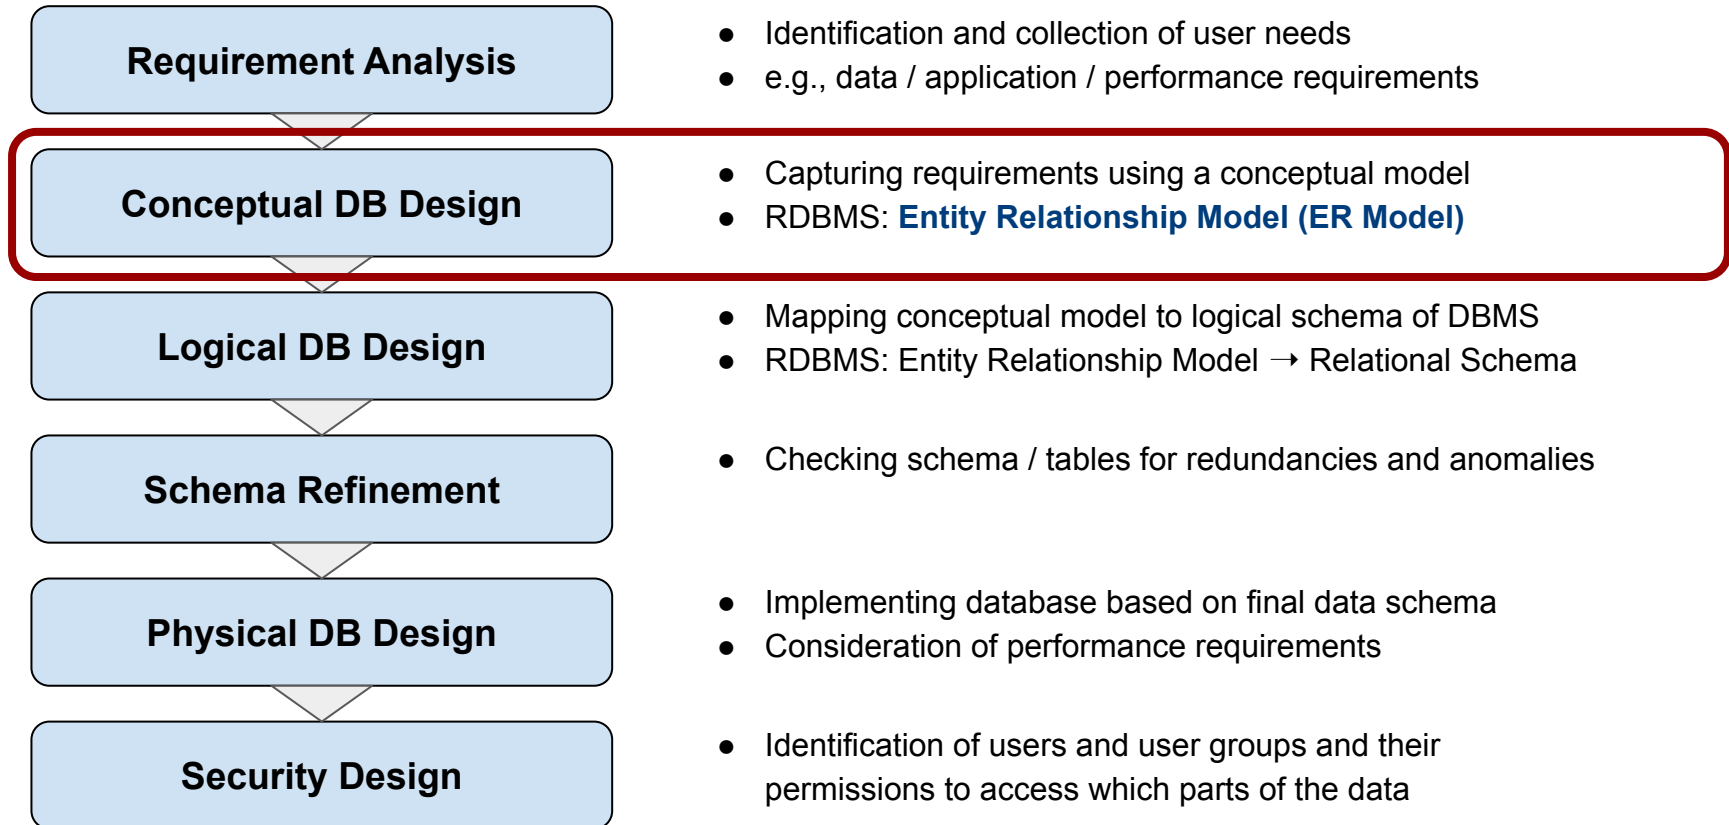 Requirement Analysis
● Identification and collection of user needs
● e.g., data / application / performance requirements
Conceptual DB Design
● Capturing requirements using a conceptual model
● RDBMS: Entity Relationship Model (ER Model)
Logical DB Design
● Mapping conceptual model to logical schema of DBMS
● RDBMS: Entity Relationship Model → Relational Schema
Schema Refinement
● Checking schema / tables for redundancies and anomalies
Physical DB Design
● Implementing database based on final data schema
● Consideration of performance requirements
Security Design
● Identification of users and user groups and their
permissions to access which parts of the data